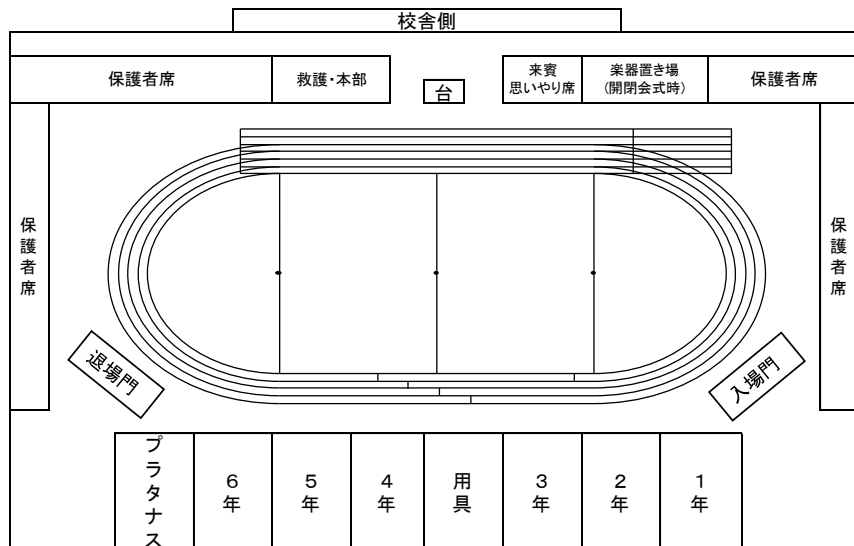 校舎側
保護者席
救護・本部
台
来賓
思いやり席
楽器置き場
(開閉会式時)
保護者席
保護者席
保護者席
退場門
入場門
プラタナス
6年
5年
4年
用具
3年
2年
1年